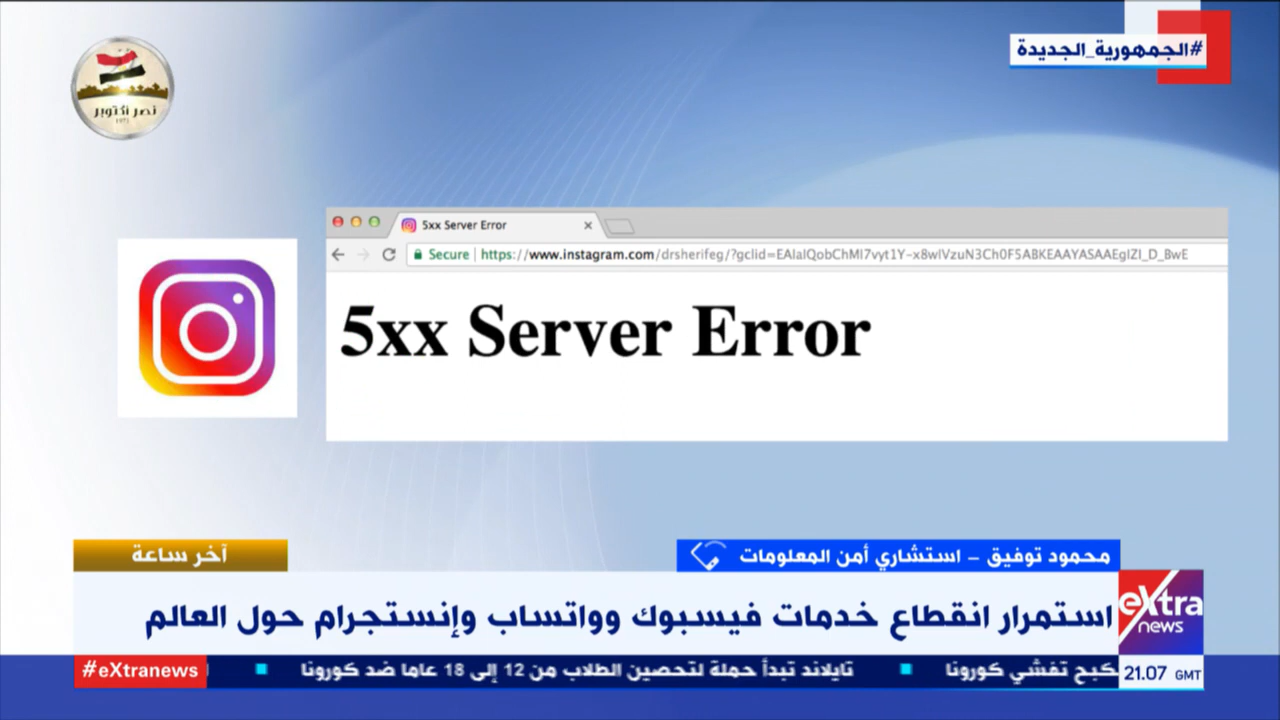 #الجمهورية_الجديدة
نصر أكتوبر
5xx Server Error
Secure | https://www.instagram.com/drsherifeg/?gclid=EAIaIQobChMI7vyt1Y-x8wIVzuN3Ch0F5ABKEAAYASAAEgIZI_D_BwE
5xx Server Error
آخر ساعة
محمود توفيق – استشاري أمن المعلومات
استمرار انقطاع خدمات فيسبوك وواتساب وإنستجرام حول العالم
eXtra news
#eXtranews
كبح تفشي كورونا ■ تايلاند تبدأ حملة لتحصين الطلاب من 12 إلى 18 عاما ضد كورونا ■
21.07 GMT